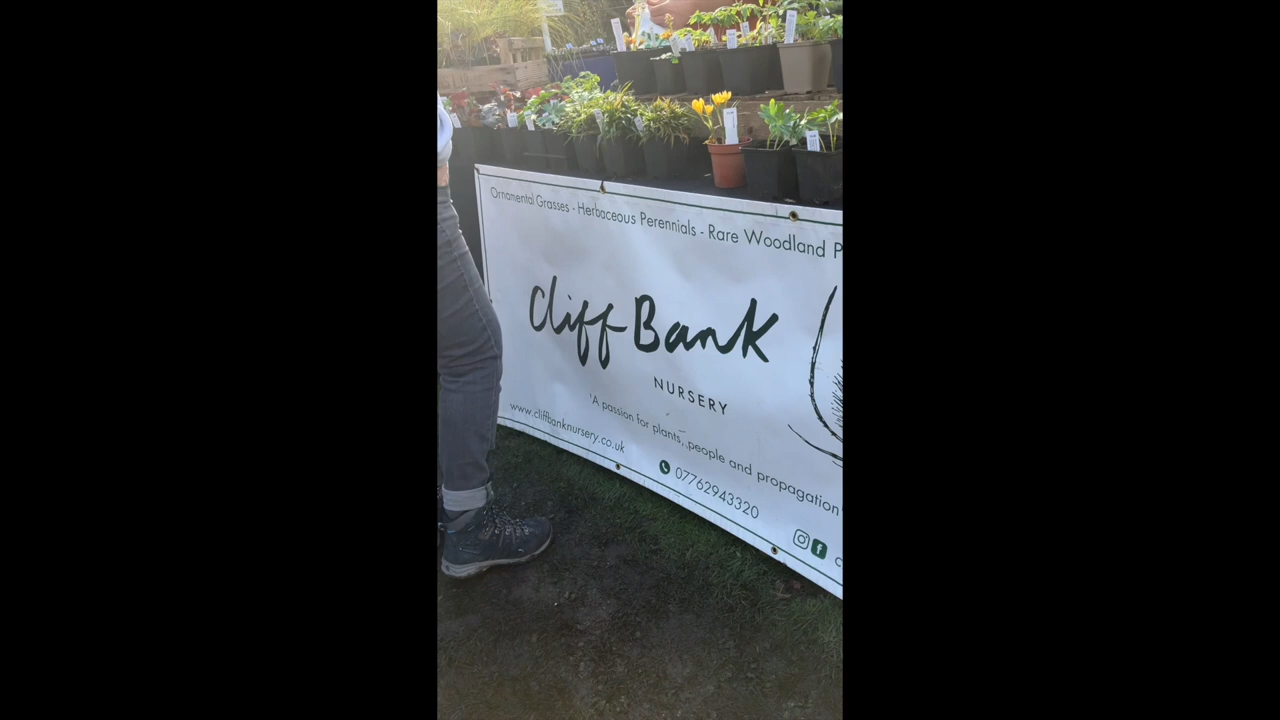 Ornamental Grasses - Herbaceous Perennials - Rare Woodland P
Cliff Bank
NURSERY
'A passion for plants, people and propagation'
www.cliffbanknursery.co.uk
07762943320
c